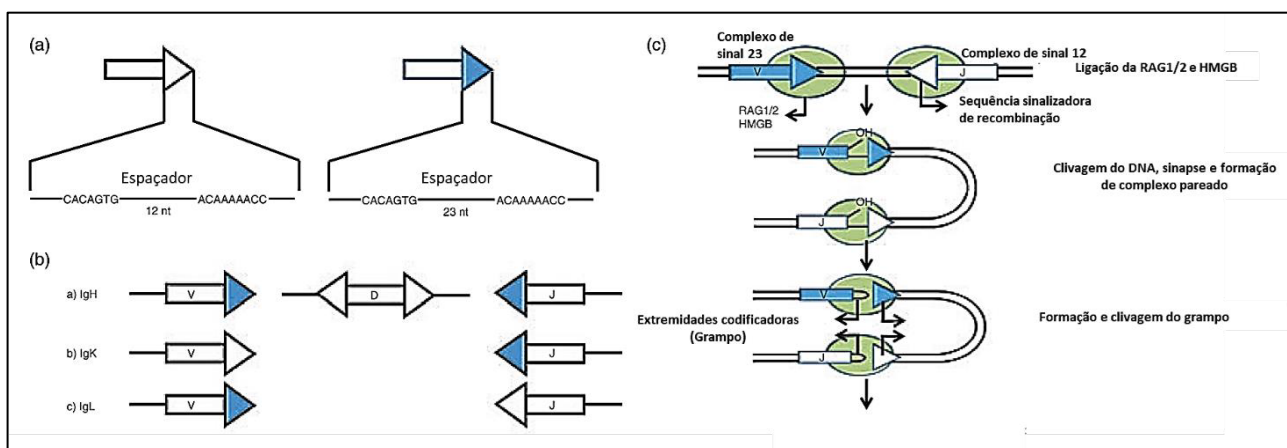 (a)
Espaçador
CACAGTG
12 nt
ACAAAAACC
Espaçador
CACAGTG
23 nt
ACAAAAACC
(b)
a) IgH
V
D
J
b) IgK
V
J
c) IgL
V
J
(c)
Complexo de
sinal 23
Complexo de sinal 12
V
J
Ligação da RAG1/2 e HMGB
RAG1/2
HMGB
Sequência sinalizadora
de recombinação
OH
V
Clivagem do DNA, sinapse e formação
de complexo pareado
OH
J
V
Extremidades codificadoras
(Grampo)
Formação e clivagem do grampo
J